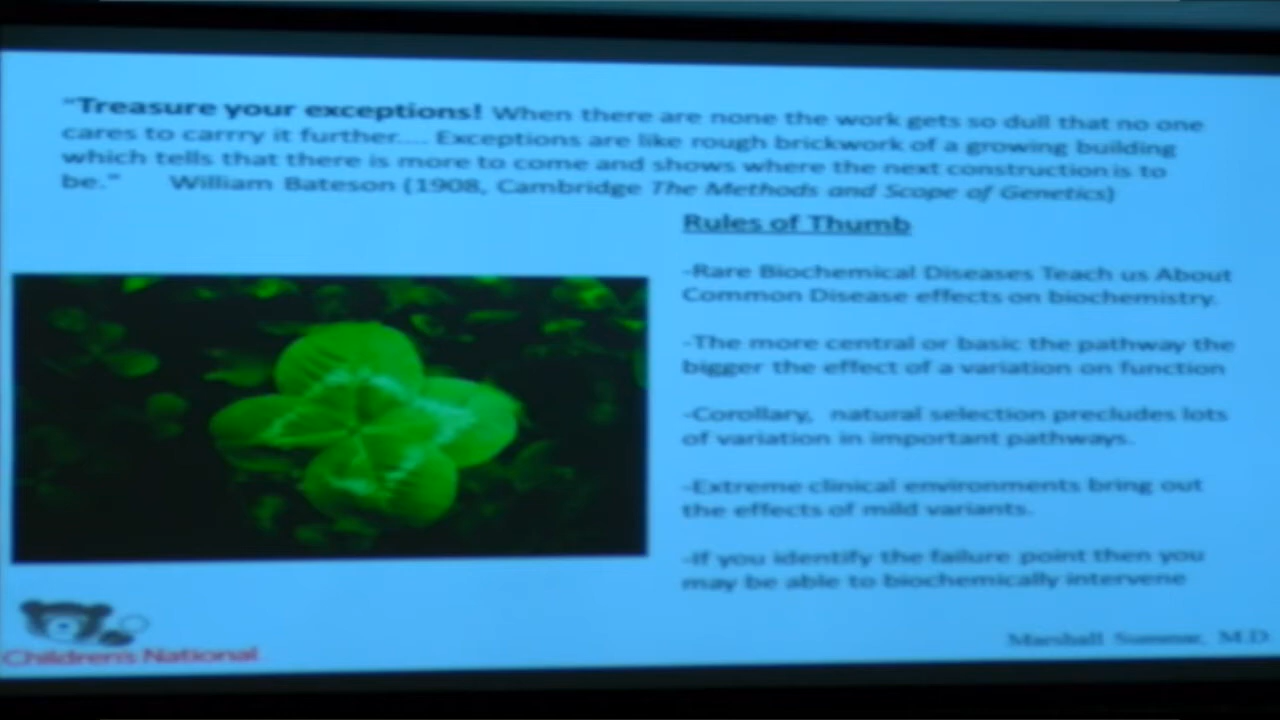 "Treasure your exceptions! When there are none the work gets so dull that no one
cares to carrry it further.... Exceptions are like rough brickwork of a growing building
which tells that there is more to come and shows where the next construction is to
be." William Bateson (1908, Cambridge The Methods and Scope of Genetics)
Rules of Thumb
-Rare Biochemical Diseases Teach us About
Common Disease effects on biochemistry.
-The more central or basic the pathway the
bigger the effect of a variation on function
-Corollary, natural selection precludes lots
of variation in important pathways.
-Extreme clinical environments bring out
the effects of mild variants.
-If you identify the failure point then you
may be able to biochemically intervene
Children's National
Marshall Summar, M.D